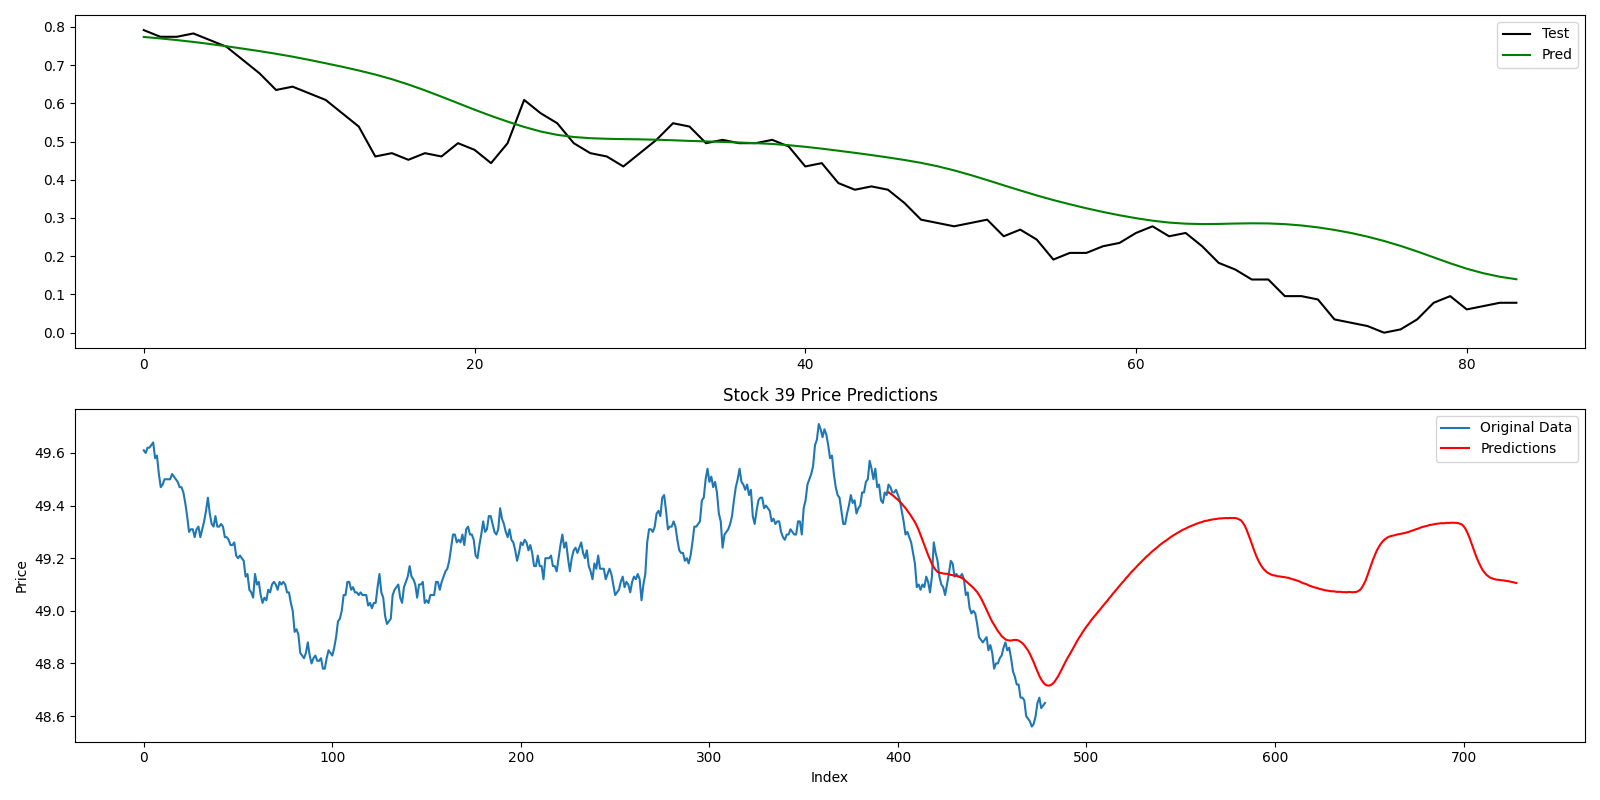 0.8
0.7
0.6
0.5
0.4
0.3
0.2
0.1
0.0
Test
Pred
0 20 40 60 80
Stock 39 Price Predictions
Price
49.6
49.4
49.2
49.0
48.8
48.6
Original Data
Predictions
0 100 200 300 400 500 600 700
Index